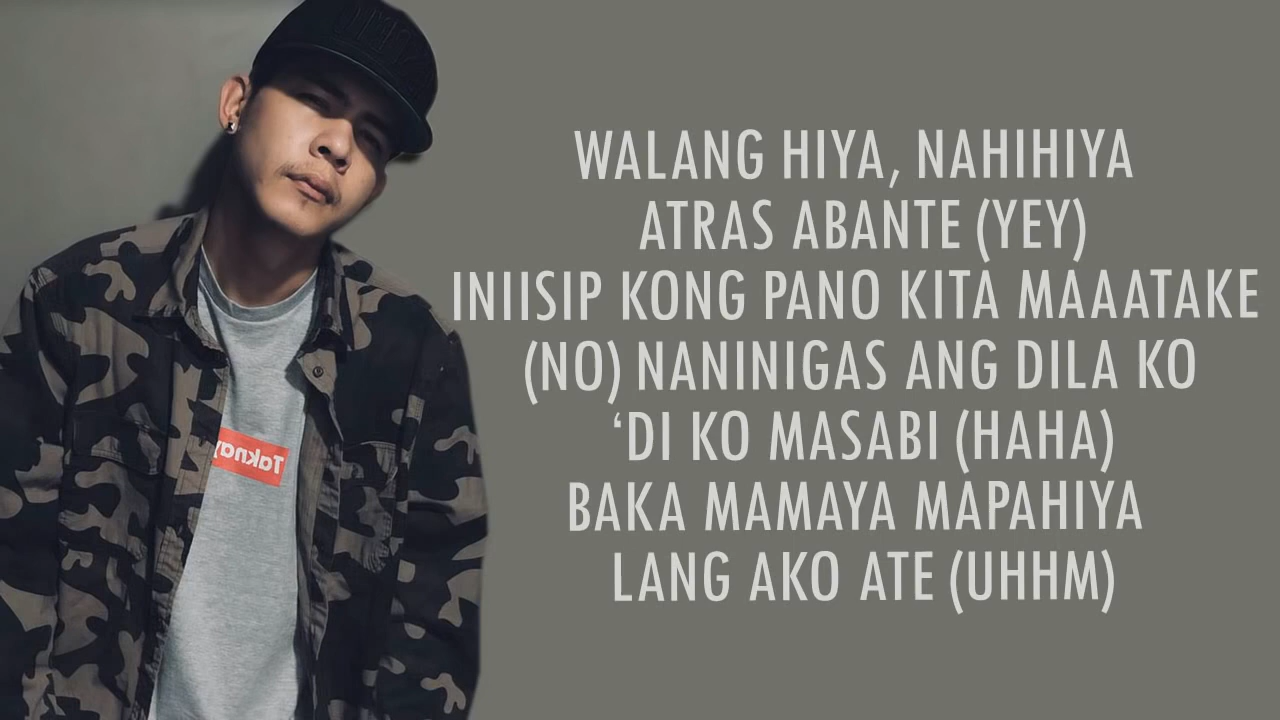 WALANG HIYA, NAHIHIYA
ATRAS ABANTE (YEY)
INIISIP KONG PANO KITA MAAATAKE
(NO) NANINIGAS ANG DILA KO
‘DI KO MASABI (HAHA)
BAKA MAMAYA MAPAHIYA
LANG AKO ATE (UHHM)